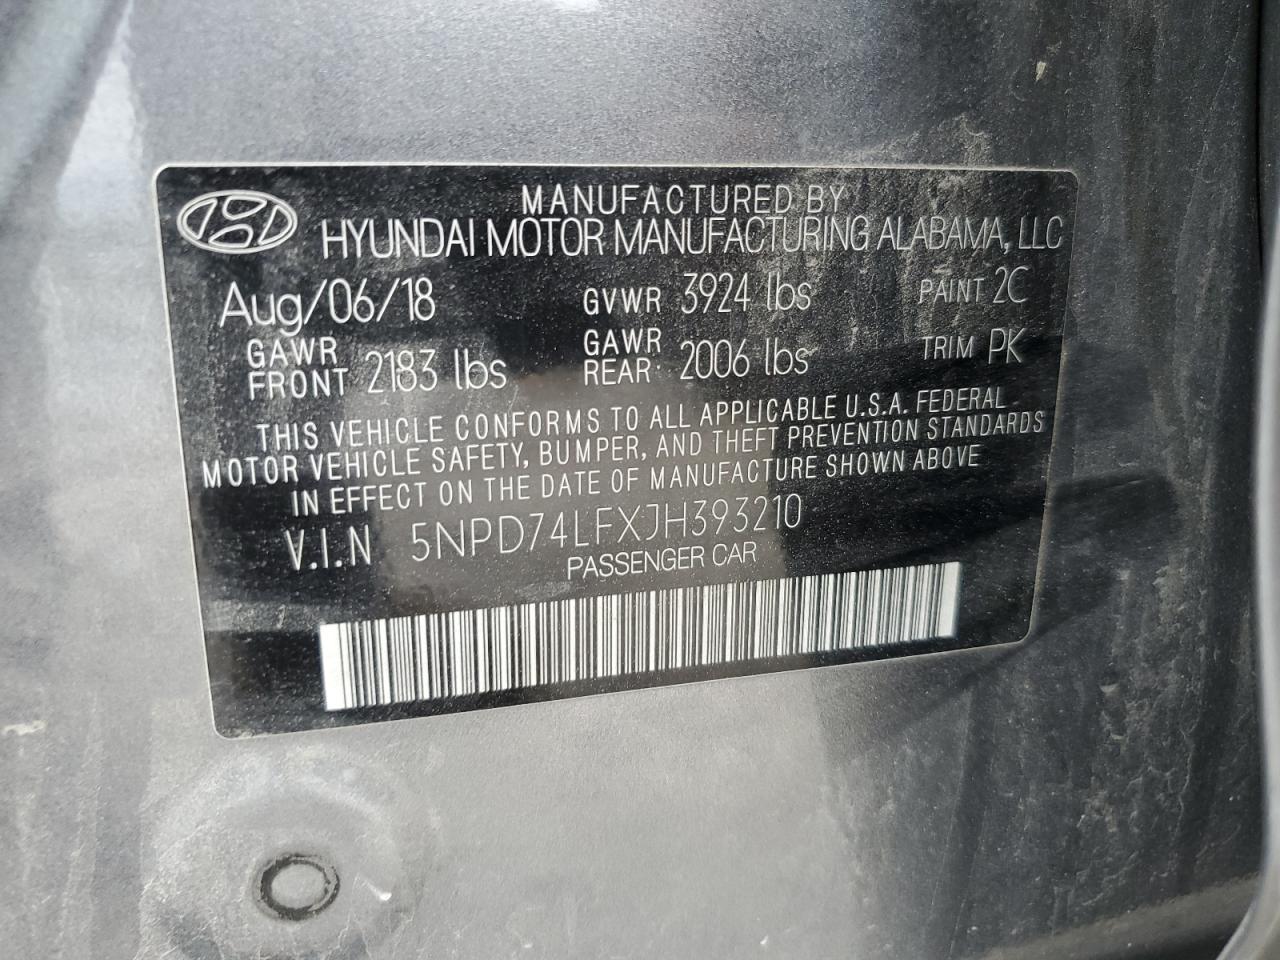 MANUFACTURED BY
HYUNDAI MOTOR MANUFACTURING ALABAMA, LLC
Aug/06/18 GVWR 3924 lbs PAINT 2C
GAWR FRONT 2183 lbs GAWR REAR: 2006 lbs TRIM PK
THIS VEHICLE CONFORMS TO ALL APPLICABLE U.S.A. FEDERAL
MOTOR VEHICLE SAFETY, BUMPER, AND THEFT PREVENTION STANDARDS
IN EFFECT ON THE DATE OF MANUFACTURE SHOWN ABOVE
V.I.N 5NPD74LFXJH393210
PASSENGER CAR